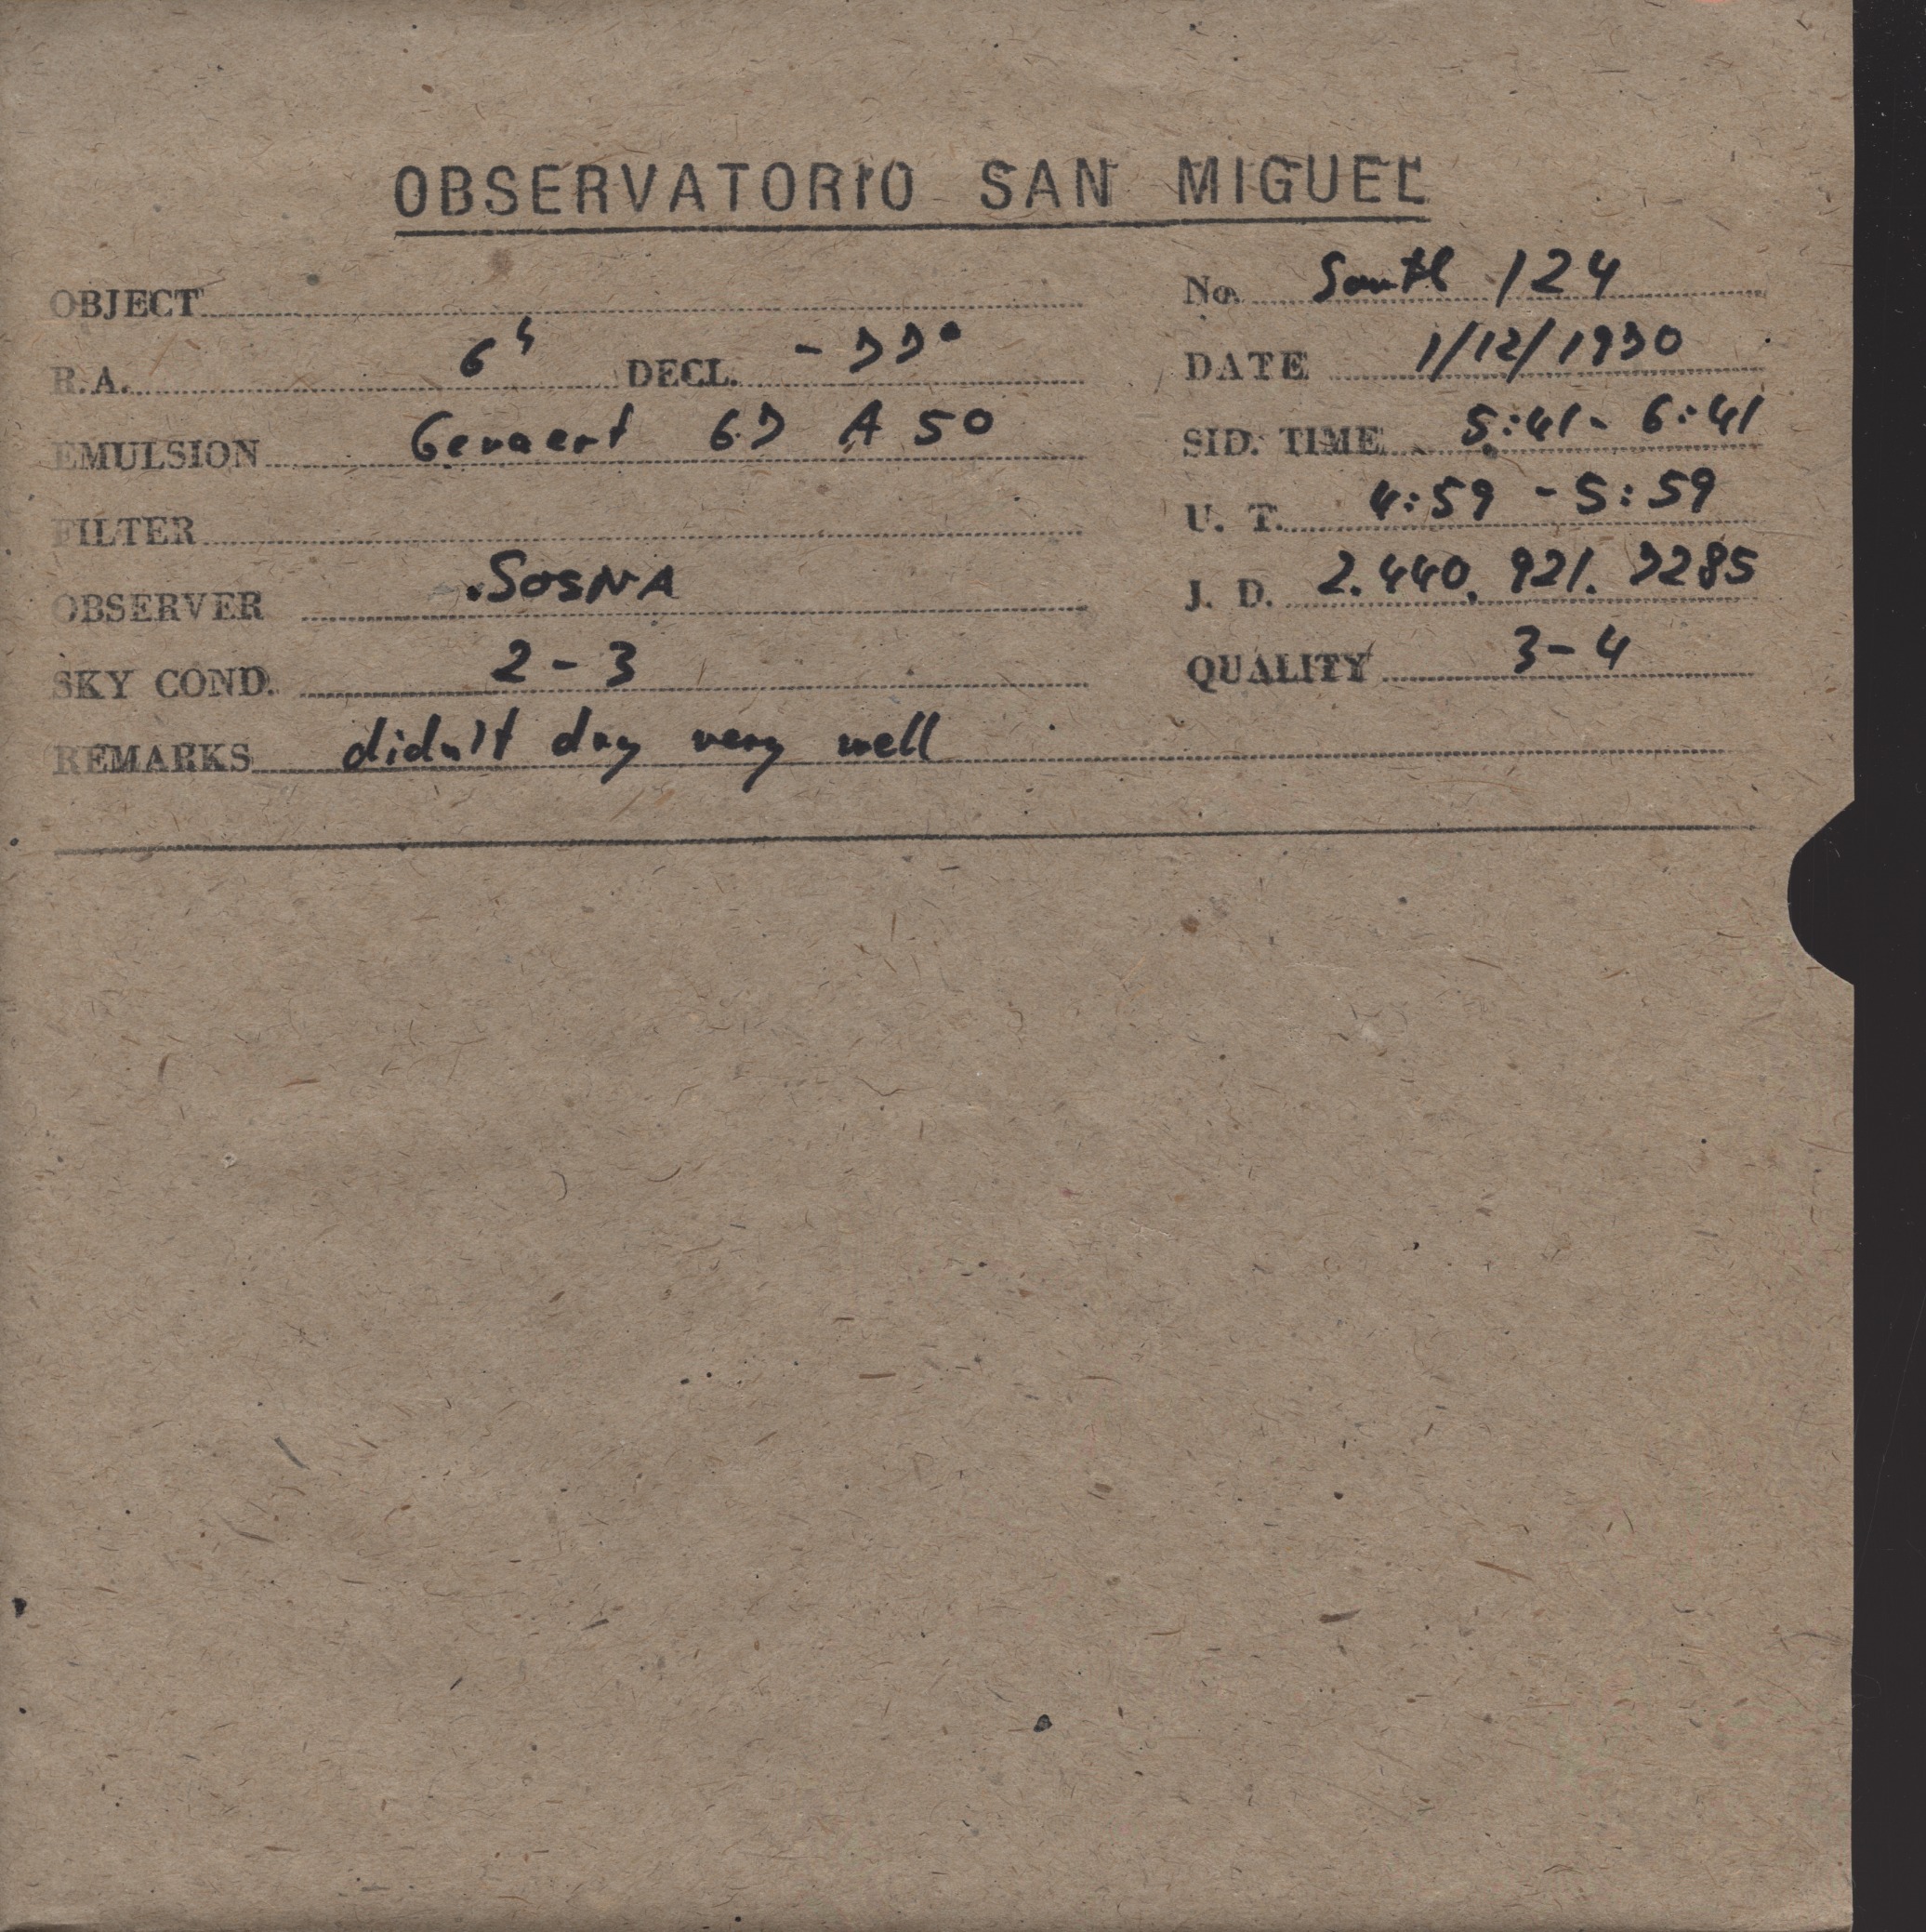 OBSERVATORIO SAN MIGUEL
OBJECT No. South 124
R.A. 6h DECL. - 77° DATE 1/12/1970
EMULSION Gevaert 67 A 50 SID. TIME 5:41 - 6:41
FILTER U. T. 4:59 - 5:59
OBSERVER SOSNA J. D. 2.440.921.7285
SKY COND. 2 - 3 QUALITY 3-4
REMARKS didn't dry very well